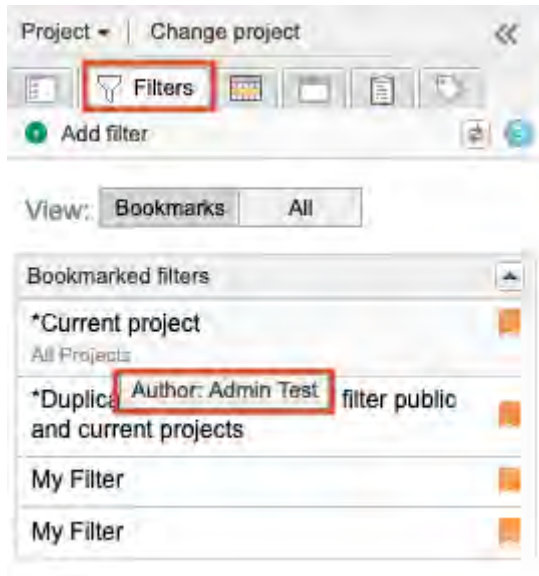 Project | Change project
Filters
Add filter
View: Bookmarks All
Bookmarked filters
*Current project
All Projects
Author: Admin Test
filter public
and current projects
My Filter
My Filter